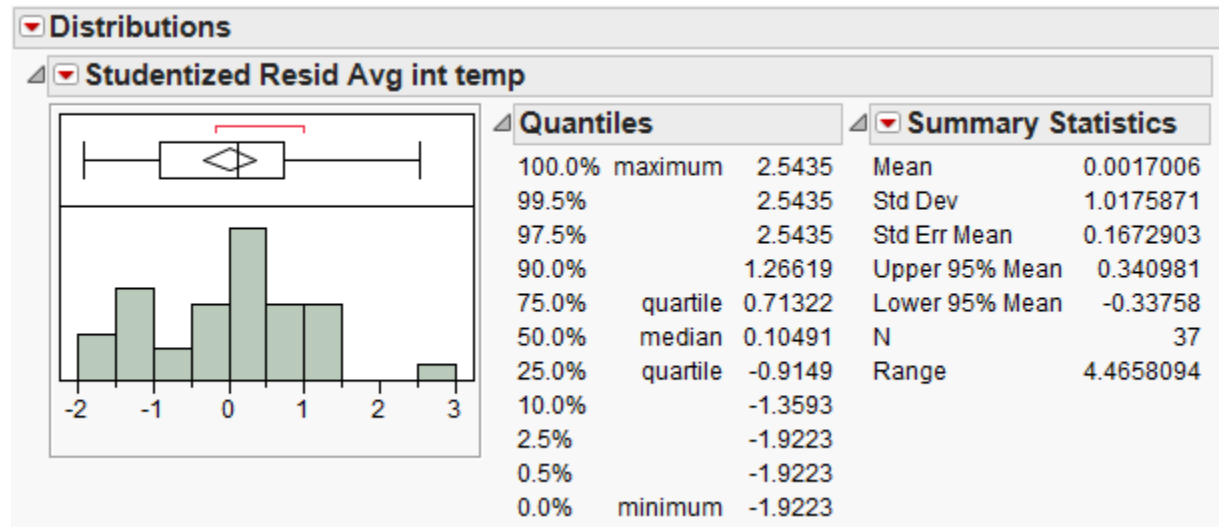 Distributions
Studentized Resid Avg int temp
-2 -1 0 1 2 3
Quantiles
100.0% maximum 2.5435
99.5% 2.5435
97.5% 2.5435
90.0% 1.26619
75.0% quartile 0.71322
50.0% median 0.10491
25.0% quartile -0.9149
10.0% -1.3593
2.5% -1.9223
0.5% -1.9223
0.0% minimum -1.9223
Summary Statistics
Mean 0.0017006
Std Dev 1.0175871
Std Err Mean 0.1672903
Upper 95% Mean 0.340981
Lower 95% Mean -0.33758
N 37
Range 4.4658094